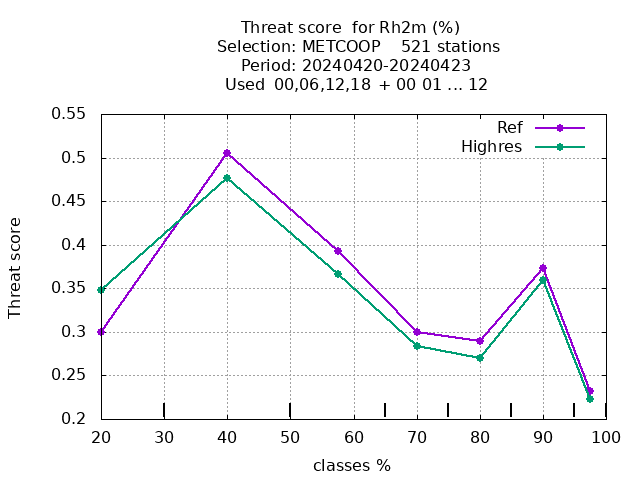 Threat score  for Rh2m (%)
Selection: METCOOP    521 stations
Period: 20240420-20240423
Used  00,06,12,18 + 00 01 ... 12
Ref
Highres
0.55
0.5
0.45
0.4
0.35
0.3
0.25
0.2
Threat score
20 30 40 50 60 70 80 90 100
classes %